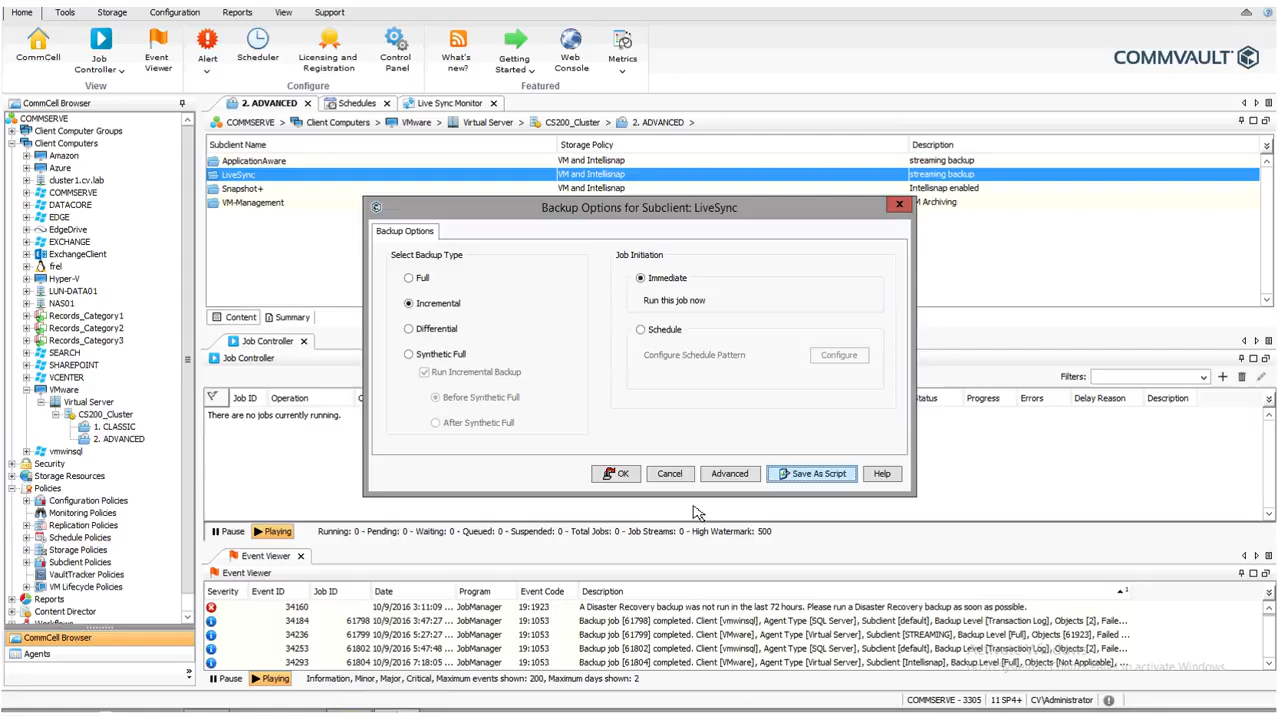 Home Tools Storage Configuration Reports View Support
CommCell Job Controller Event Viewer Alert Scheduler Licensing and Registration Control Panel What's new? Getting Started Web Console Metrics
View Configure Featured
COMMVAULT
CommCell Browser
2. ADVANCED Schedules Live Sync Monitor
COMMSERVE > Client Computers > VMware > Virtual Server > CS200_Cluster > 2. ADVANCED >
COMMSERVE
Client Computer Groups
Client Computers
Amazon
Azure
cluster1.cv.lab
COMMSERVE
DATACORE
EDGE
EdgeDrive
EXCHANGE
ExchangeClient
frel
Hyper-V
LUN-DATA01
NAS01
Records_Category1
Records_Category2
Records_Category3
SEARCH
SHAREPOINT
VCENTER
VMware
Virtual Server
CS200_Cluster
1. CLASSIC
2. ADVANCED
vmwinsql
Security
Storage Resources
Policies
Configuration Policies
Monitoring Policies
Replication Policies
Schedule Policies
Storage Policies
Subclient Policies
VaultTracker Policies
VM Lifecycle Policies
Reports
Content Director
CommCell Browser
Agents
Subclient Name Storage Policy Description
ApplicationAware VM and Intellisnap streaming backup
LiveSync VM and Intellisnap streaming backup
Snapshot+ VM and Intellisnap Intellisnap enabled
VM-Management M Archiving
Content Summary
Backup Options for Subclient: LiveSync
Backup Options
Select Backup Type
Full
Incremental
Differential
Synthetic Full
Run Incremental Backup
Before Synthetic Full
After Synthetic Full
Job Initiation
Immediate
Run this job now
Schedule
Configure Schedule Pattern Configure
OK Cancel Advanced Save As Script Help
Job Controller
Job Controller
Filters:
Job ID Operation C tatus Progress Errors Delay Reason Description
There are no jobs currently running.
Pause Playing Running: 0 - Pending: 0 - Waiting: 0 - Queued: 0 - Suspended: 0 - Total Jobs: 0 - Job Streams: 0 - High Watermark: 500
Event Viewer
Event Viewer
Severity Event ID Job ID Date Program Event Code Description 1
34160 10/9/2016 3:11:09 ... JobManager 19:1923 A Disaster Recovery backup was not run in the last 72 hours. Please run a Disaster Recovery backup as soon as possible.
34184 61798 10/9/2016 3:47:27... JobManager 19:1053 Backup job [61798] completed. Client [vmwinsql], Agent Type [SQL Server], Subclient [default], Backup Level [Transaction Log], Objects [2], Failed ...
34236 61799 10/9/2016 5:27:27... JobManager 19:1053 Backup job [61799] completed. Client [VMware], Agent Type [Virtual Server], Subclient [STREAMING], Backup Level [Full], Objects [61923], Failed ...
34253 61802 10/9/2016 5:47:48 ... JobManager 19:1053 Backup job [61802] completed. Client [vmwinsql], Agent Type [SQL Server], Subclient [default], Backup Level [Transaction Log], Objects [2], Failed ...
34293 61804 10/9/2016 7:18:05 ... JobManager 19:1053 Backup job [61804] completed. Client [VMware], Agent Type [Virtual Server], Subclient [Intellisnap], Backup Level [Full], Objects [Not Applicable], ...
Pause Playing Information, Minor, Major, Critical, Maximum events shown: 200, Maximum days shown: 2
COMMSERVE - 3305 11 SP4+ CV\Administrator